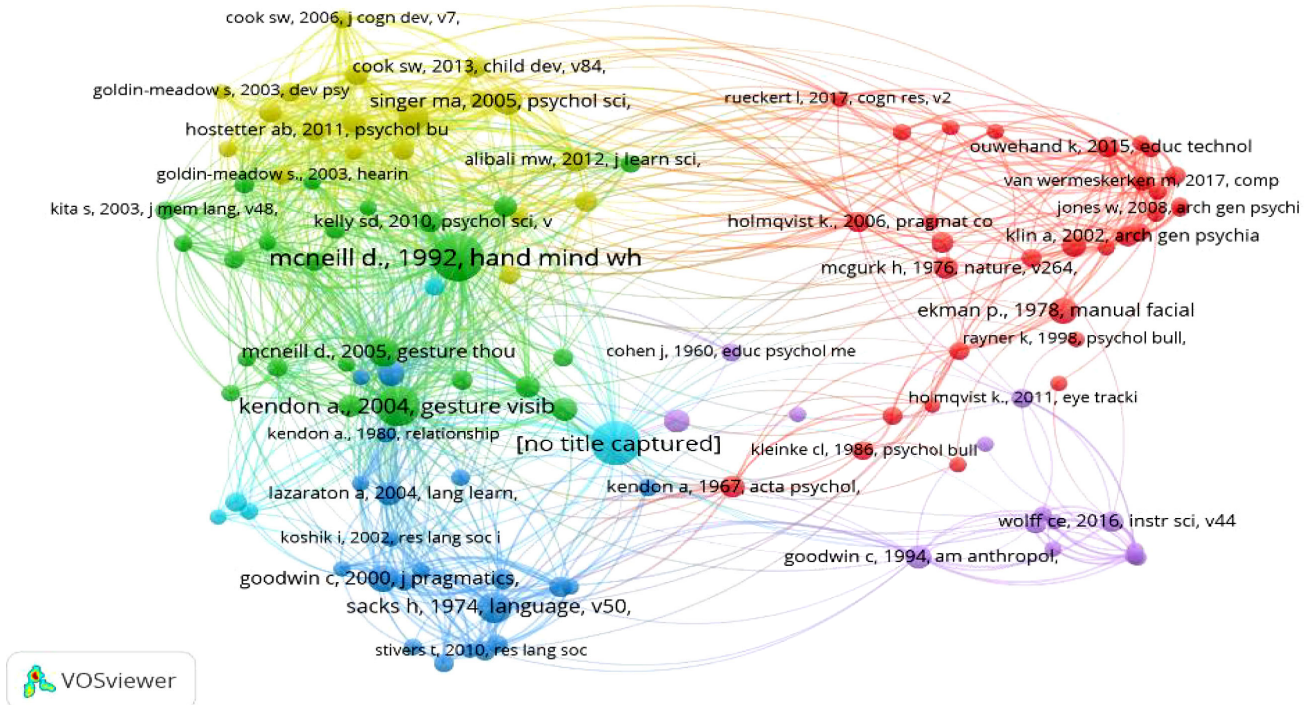 cook sw, 2006, j cogn dev, v7,
cook sw, 2013, child dev, v84,
goldin-meadow s, 2003, dev psy
singer ma, 2005, psychol sci,
rueckert l, 2017, cogn res, v2
hostetter ab, 2011, psychol bu
ouwehand k, 2015, educ technol
alibali mw, 2012, j learn sci,
goldin-meadow s., 2003, hearin
van wermeskerken m, 2017, comp
kita s, 2003, j mem lang, v48,
jones w, 2008, arch gen psychi
kelly sd, 2010, psychol sci, v
holmqvist k., 2006, pragmat co
klin a, 2002, arch gen psychia
mcneill d., 1992, hand mind wh
mcgurk h, 1976, nature, v264,
ekman p., 1978, manual facial
rayner k, 1998, psychol bull,
mcneill d., 2005, gesture thou
cohen j, 1960, educ psychol me
holmqvist k., 2011, eye tracki
kendon a., 2004, gesture visib
kendon a., 1980, relationship
[no title captured]
kleinke cl, 1986, psychol bull
kendon a, 1967, acta psychol,
lazaraton a, 2004, lang learn,
wolff ce, 2016, instr sci, v44
koshik i, 2002, res lang soc i
goodwin c, 1994, am anthropol,
goodwin c, 2000, j pragmatics,
sacks h, 1974, language, v50,
stivers t, 2010, res lang soc
VOSviewer